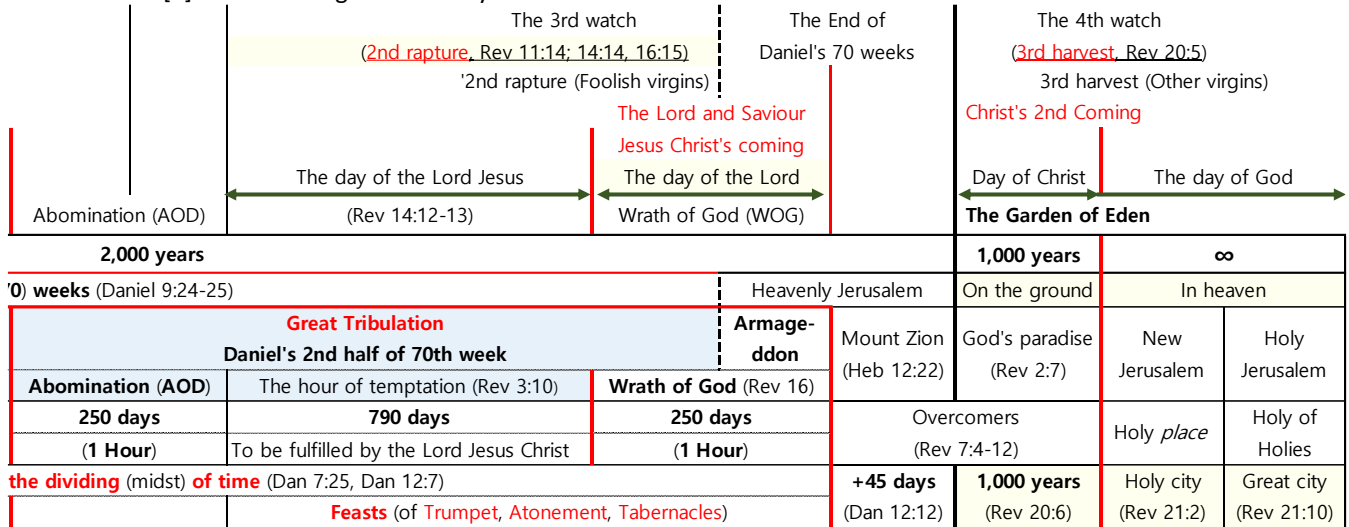 The 3rd watch
The End of
The 4th watch
(2nd rapture, Rev 11:14; 14:14, 16:15)
Daniel's 70 weeks
(3rd harvest, Rev 20:5)
'2nd rapture (Foolish virgins)
3rd harvest (Other virgins)
The Lord and Saviour
Christ's 2nd Coming
Jesus Christ's coming
The day of the Lord Jesus
The day of the Lord
Day of Christ
The day of God
Abomination (AOD)
(Rev 14:12-13)
Wrath of God (WOG)
The Garden of Eden
2,000 years
1,000 years
∞
0) weeks (Daniel 9:24-25)
Heavenly Jerusalem
On the ground
In heaven
Great Tribulation
Daniel's 2nd half of 70th week
Armage-
ddon
Mount Zion
(Heb 12:22)
God's paradise
(Rev 2:7)
New
Jerusalem
Holy
Jerusalem
Abomination (AOD)
The hour of temptation (Rev 3:10)
Wrath of God (Rev 16)
250 days
790 days
250 days
Overcomers
(Rev 7:4-12)
Holy place
Holy of
Holies
(1 Hour)
To be fulfilled by the Lord Jesus Christ
(1 Hour)
the dividing (midst) of time (Dan 7:25, Dan 12:7)
+45 days
(Dan 12:12)
1,000 years
(Rev 20:6)
Holy city
(Rev 21:2)
Great city
(Rev 21:10)
Feasts (of Trumpet, Atonement, Tabernacles)